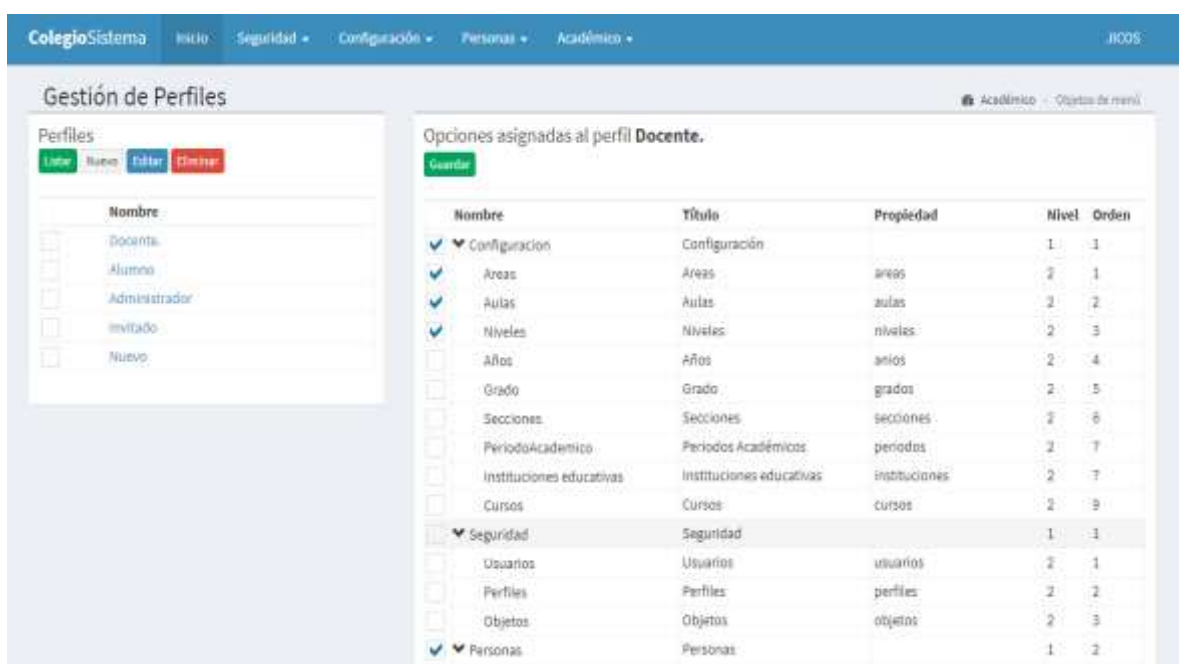 ColegioSistema Inicio Seguridad Configuración Personas Académico JICOS
Gestión de Perfiles
Académico Objetos de menú
Perfiles
Listar Nuevo Editar Eliminar
Nombre
Docente.
Alumno
Administrador
Invitado
Nuevo
Opciones asignadas al perfil Docente.
Guardar
Nombre Título Propiedad Nivel Orden
Configuracion Configuración 1 1
Areas Areas areas 2 1
Aulas Aulas aulas 2 2
Niveles Niveles niveles 2 3
Años Años anios 2 4
Grado Grado grados 2 5
Secciones Secciones secciones 2 6
PeriodoAcademico Periodos Académicos periodos 2 7
Instituciones educativas Instituciones educativas instituciones 2 7
Cursos Cursos cursos 2 9
Seguridad Seguridad 1 1
Usuarios Usuarios usuarios 2 1
Perfiles Perfiles perfiles 2 2
Objetos Objetos objetos 2 3
Personas Personas 1 2